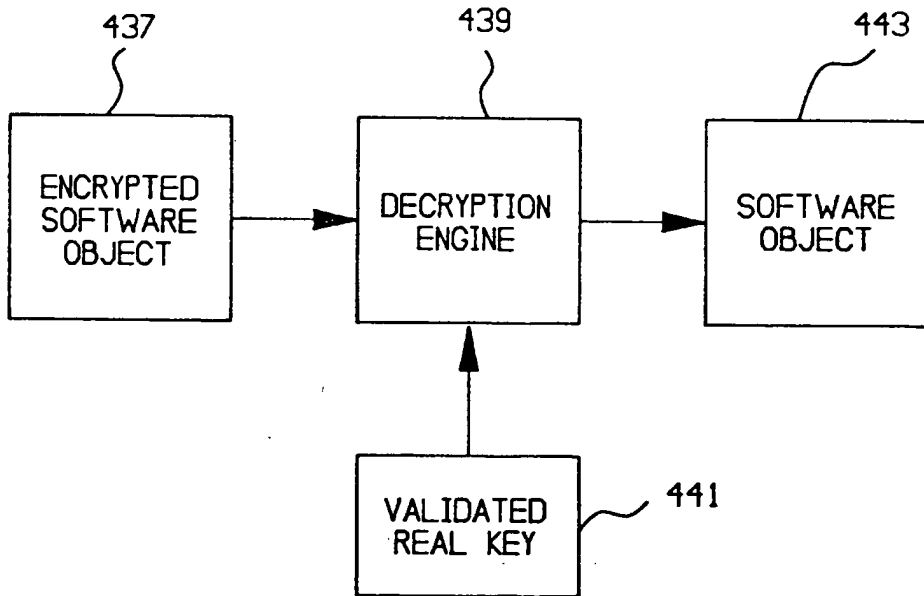 437
439
443
ENCRYPTED
SOFTWARE
OBJECT
DECRYPTION
ENGINE
SOFTWARE
OBJECT
VALIDATED
REAL KEY
441